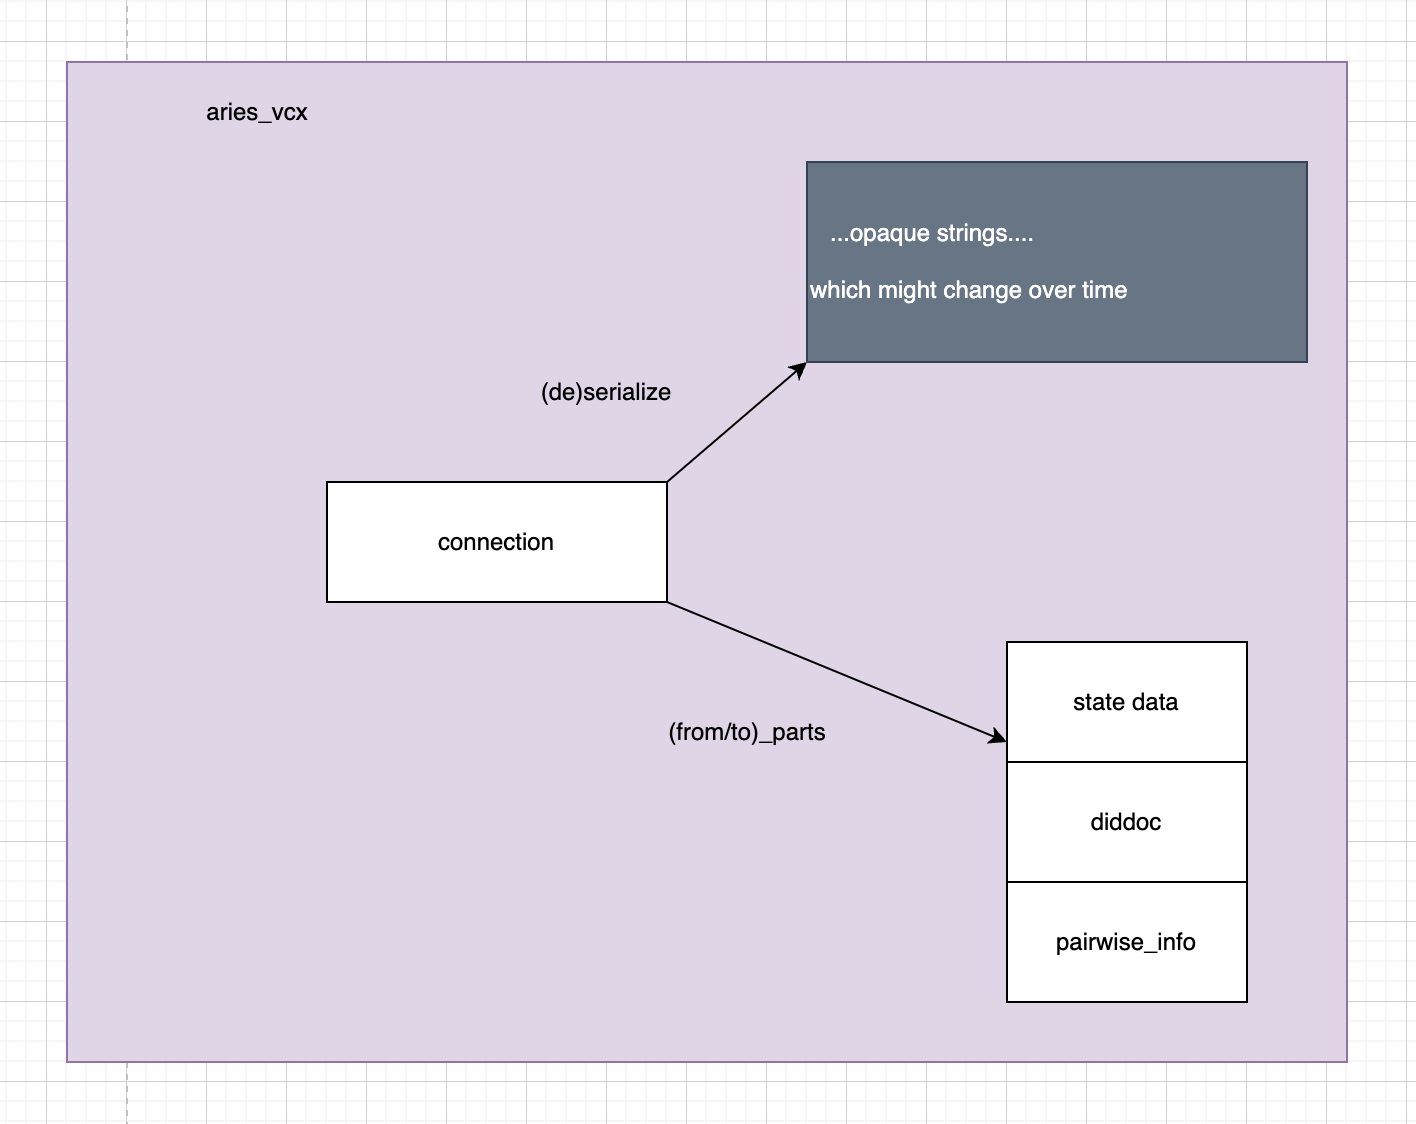 aries_vcx
...opaque strings....
which might change over time
(de)serialize
connection
(from/to)_parts
state data
diddoc
pairwise_info